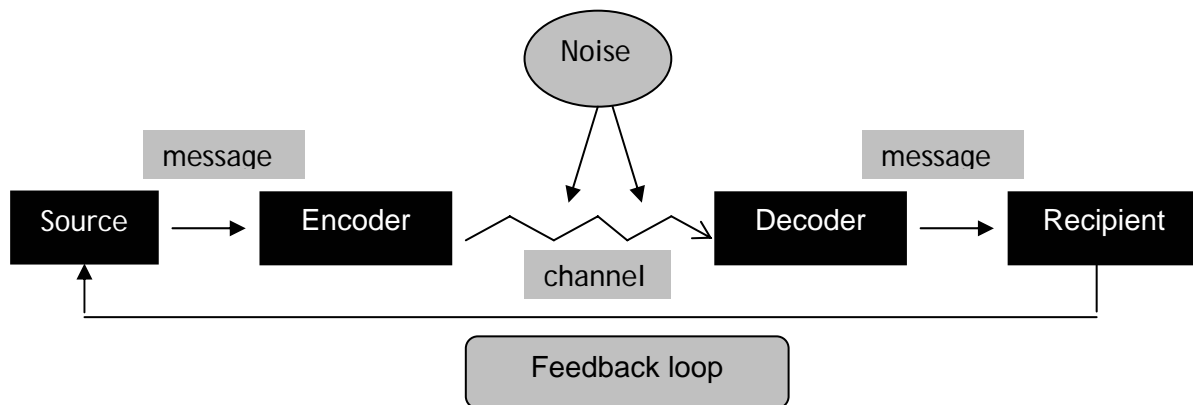 Noise
message
message
Source
Encoder
Decoder
Recipient
channel
Feedback loop